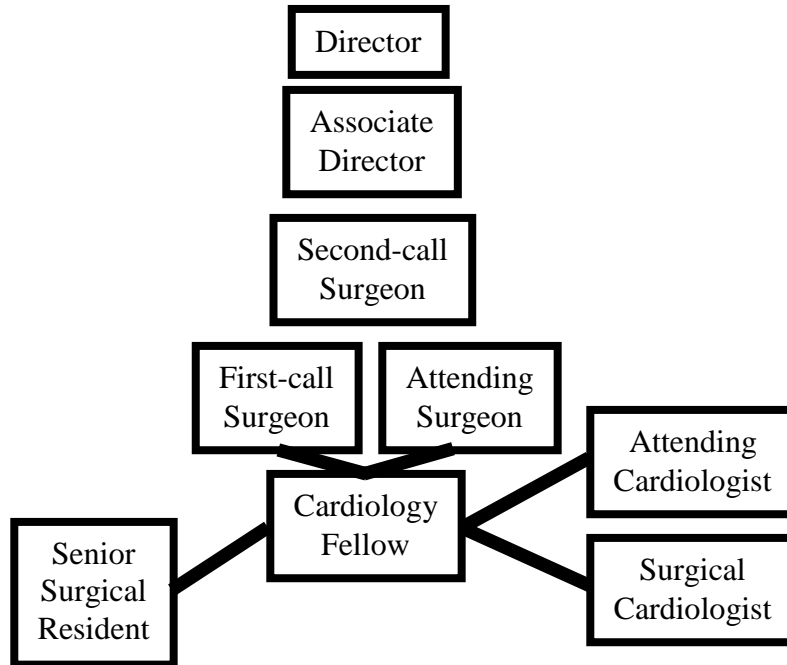 Director
Associate
Director
Second-call
Surgeon
First-call
Surgeon
Attending
Surgeon
Attending
Cardiologist
Cardiology
Fellow
Senior
Surgical
Resident
Surgical
Cardiologist